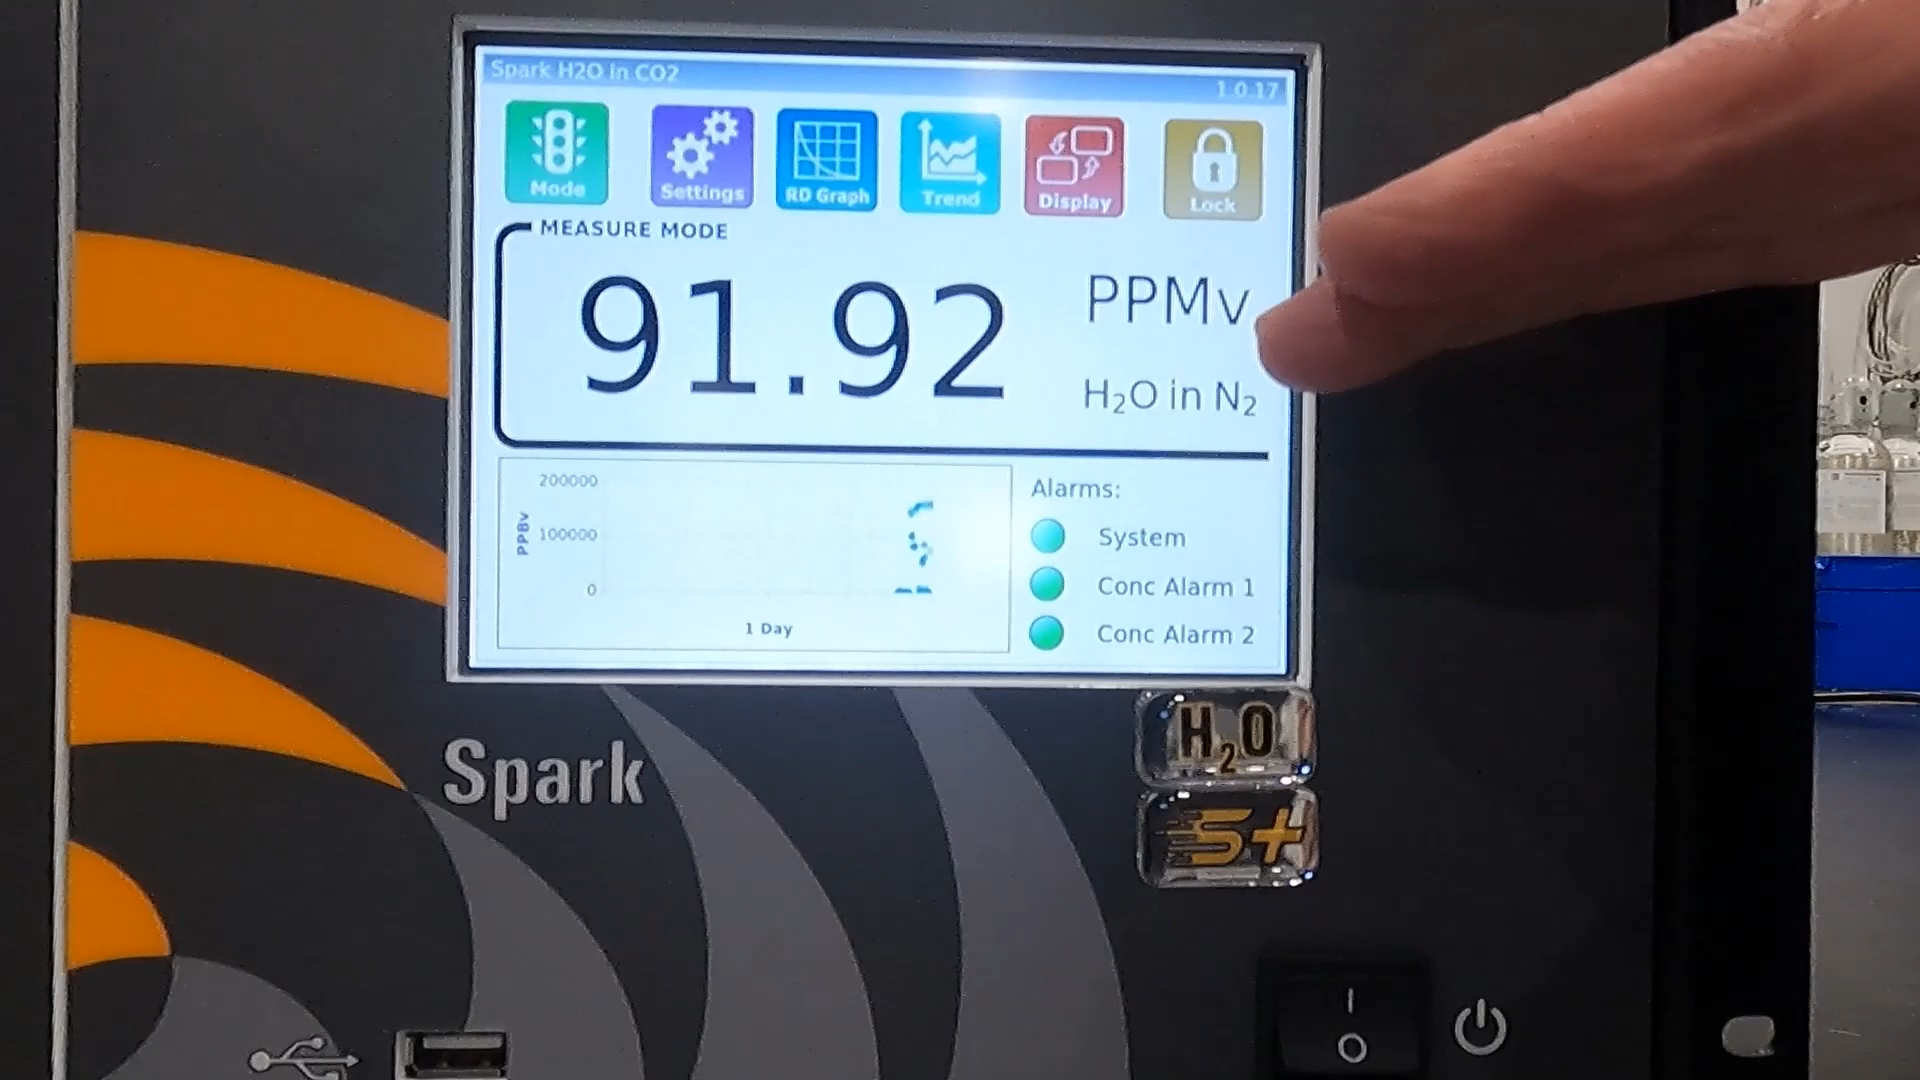 Spark H2O in CO2
1.0.17
Mode
Settings
RD Graph
Trend
Display
Lock
MEASURE MODE
91.92
PPMv
H₂O in N₂
200000
100000
0
PPBv
1 Day
Alarms:
System
Conc Alarm 1
Conc Alarm 2
Spark
H₂O
S+